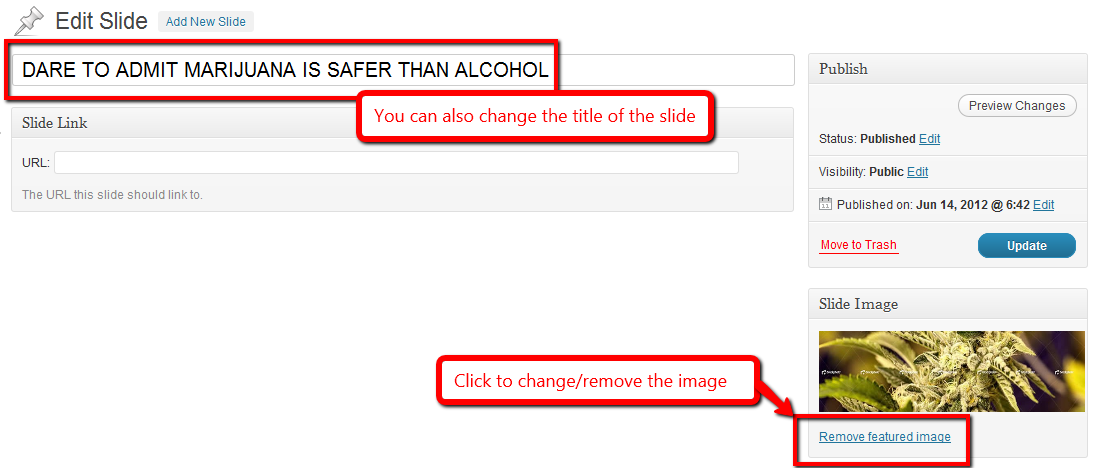 Edit Slide Add New Slide
DARE TO ADMIT MARIJUANA IS SAFER THAN ALCOHOL
You can also change the title of the slide
Slide Link
URL:
The URL this slide should link to.
Publish
Preview Changes
Status: Published Edit
Visibility: Public Edit
Published on: Jun 14, 2012 @ 6:42 Edit
Move to Trash Update
Slide Image
Click to change/remove the image
Remove featured image